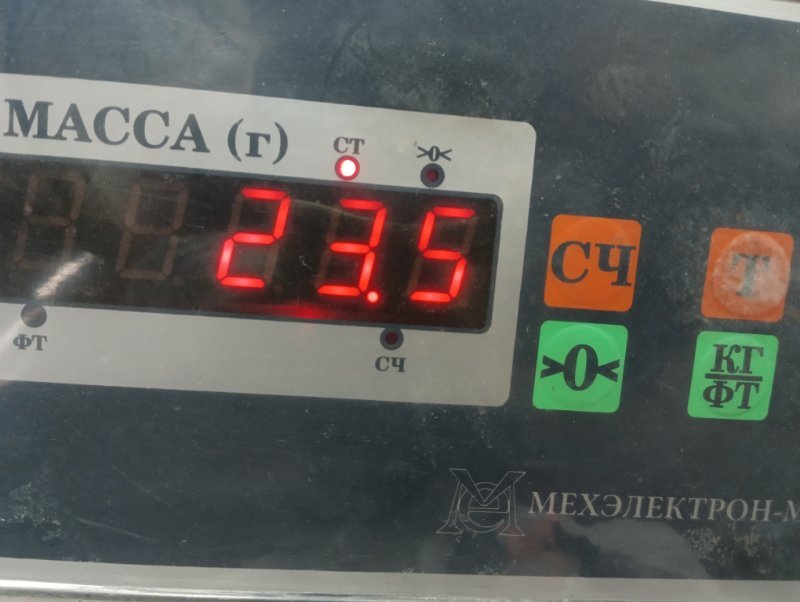 МАССА (г)
СТ
>0<
23.5
ФТ
СЧ
СЧ
Т
>0<
КГ
ФТ
МЕХЭЛЕКТРОН-М